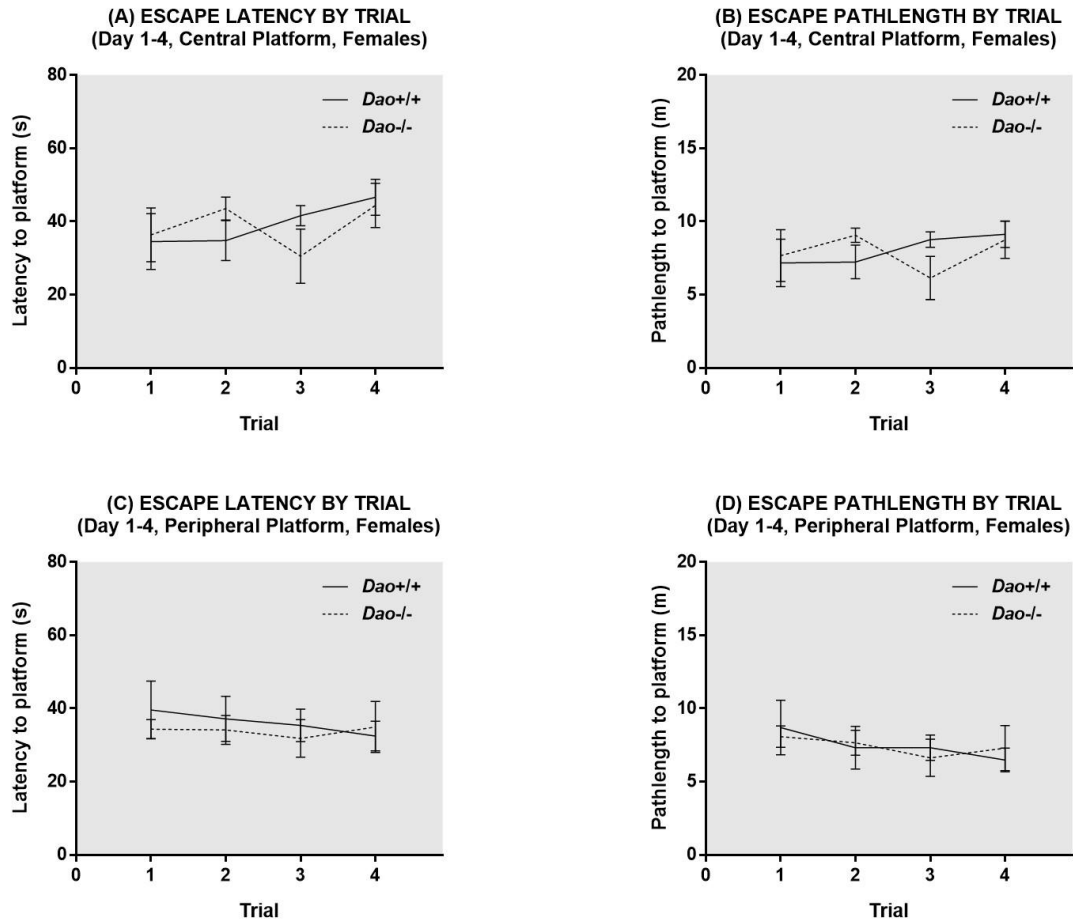 (A) ESCAPE LATENCY BY TRIAL
(Day 1-4, Central Platform, Females)
80
60
40
20
0
Latency to platform (s)
Dao+/+
Dao-/-
0 1 2 3 4
Trial
(B) ESCAPE PATHLENGTH BY TRIAL
(Day 1-4, Central Platform, Females)
20
15
10
5
0
Pathlength to platform (m)
Dao+/+
Dao-/-
0 1 2 3 4
Trial
(C) ESCAPE LATENCY BY TRIAL
(Day 1-4, Peripheral Platform, Females)
80
60
40
20
0
Latency to platform (s)
Dao+/+
Dao-/-
0 1 2 3 4
Trial
(D) ESCAPE PATHLENGTH BY TRIAL
(Day 1-4, Peripheral Platform, Females)
20
15
10
5
0
Pathlength to platform (m)
Dao+/+
Dao-/-
0 1 2 3 4
Trial